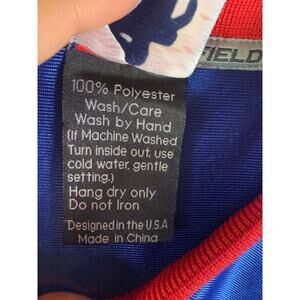 FIELD
100% Polyester
Wash/Care
Wash by Hand
(If Machine Washed
Turn inside out. use
cold water, gentle
setting.)
Hang dry only
Do not Iron
Designed in the U.S.A
Made in China